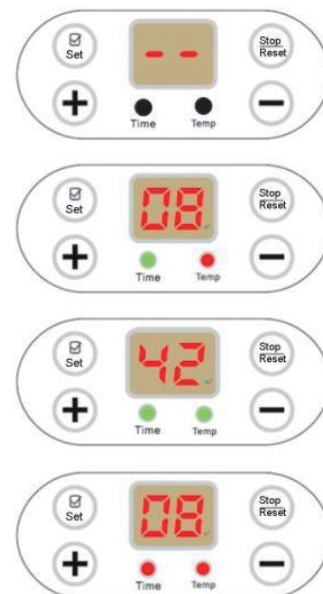 Set
--
Stop
Reset
+
Time
Temp
−
Set
08
Stop
Reset
+
Time
Temp
−
Set
42
Stop
Reset
+
Time
Temp
−
Set
08
Stop
Reset
+
Time
Temp
−